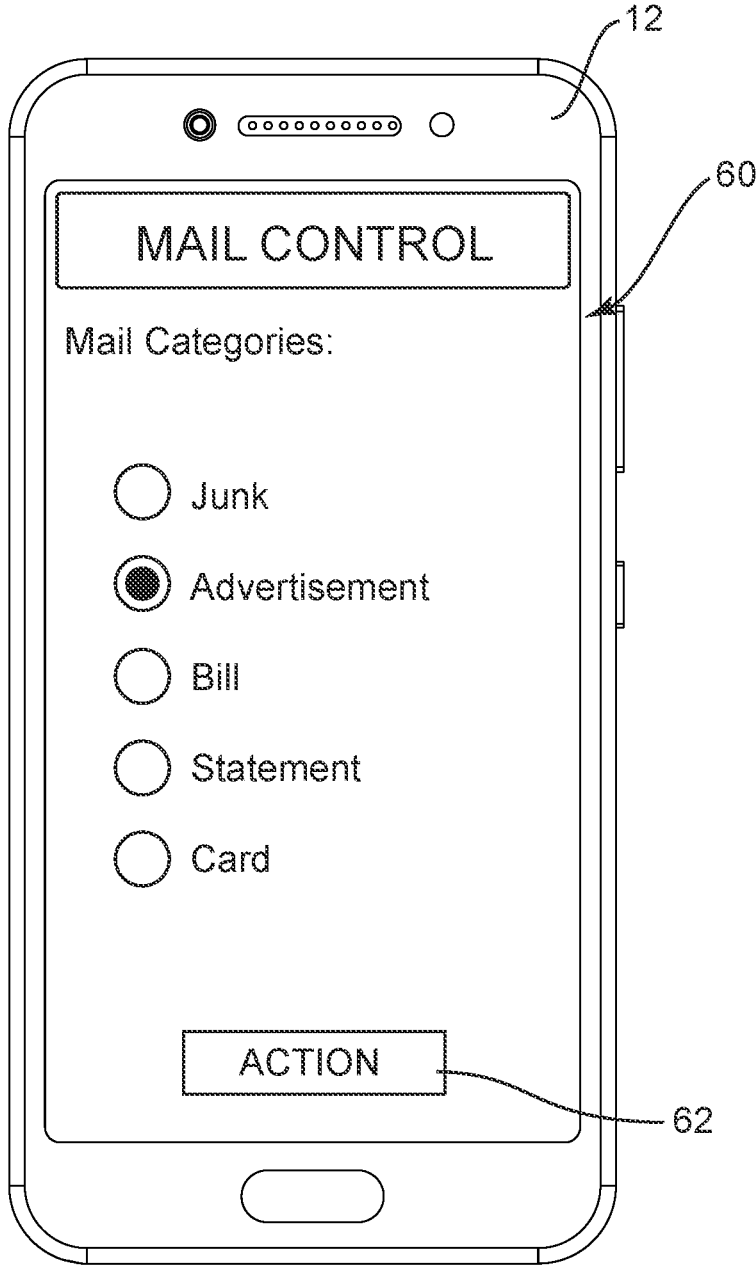 12
60
MAIL CONTROL
Mail Categories:
Junk
Advertisement
Bill
Statement
Card
ACTION
62